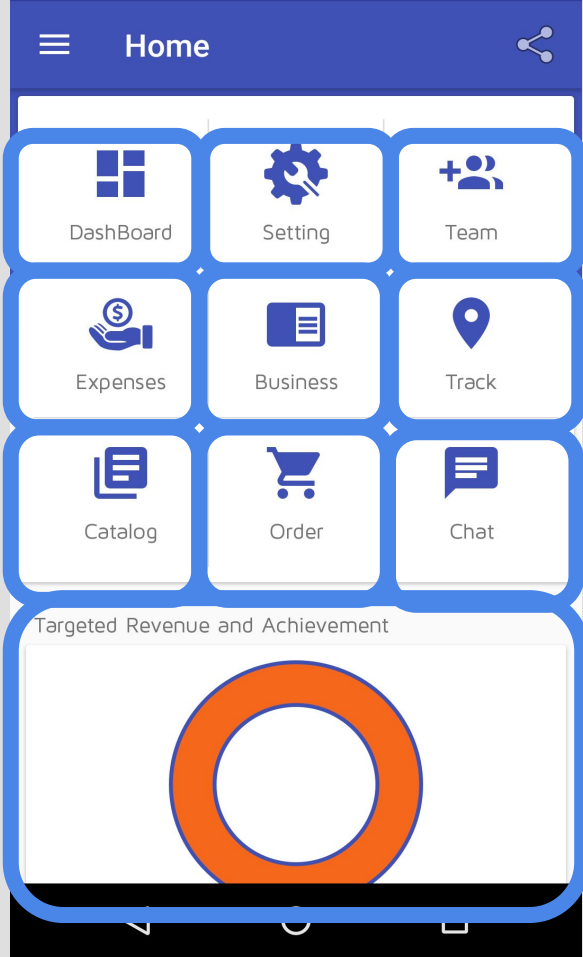 Home
DashBoard Setting Team
Expenses Business Track
Catalog Order Chat
Targeted Revenue and Achievement